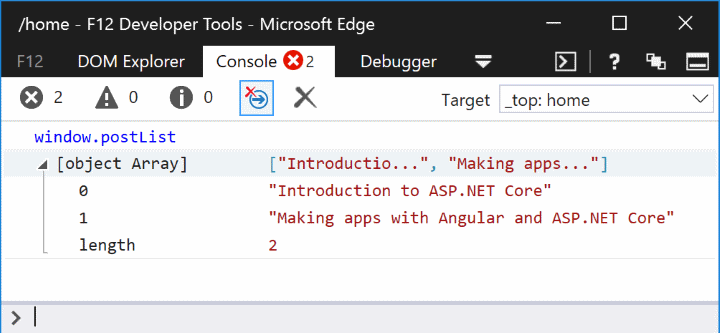 /home - F12 Developer Tools - Microsoft Edge
F12 DOM Explorer Console 2 Debugger ?
2 0 0 Target _top: home
window.postList
[object Array] ["Introductio...", "Making apps..."]
0 "Introduction to ASP.NET Core"
1 "Making apps with Angular and ASP.NET Core"
length 2
>